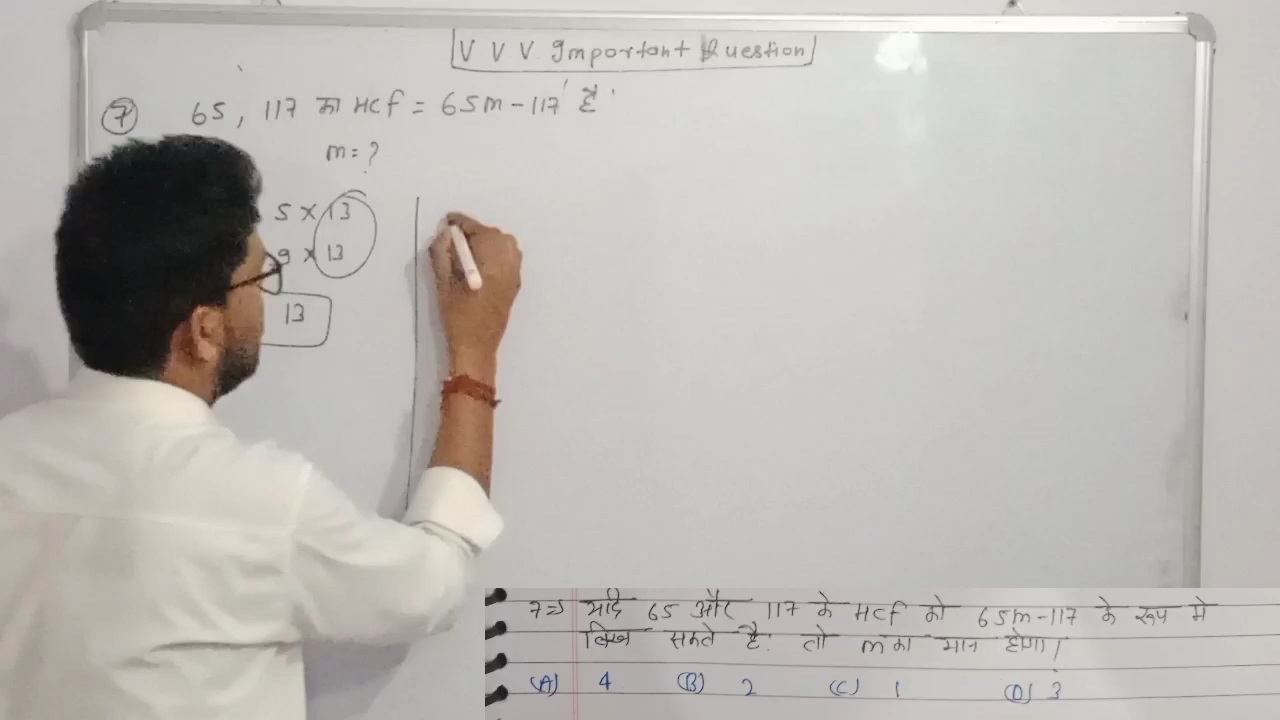 V V V Important Question
7 65, 117 का HCF = 65m - 117 है
m = ?
5 × 13
9 × 13
13
7⇒ यदि 65 और 117 के HCF को 65m-117 के रूप मे
लिख सकते है. तो m का मान होगा।
(A) 4 (B) 2 (C) 1 (D) 3